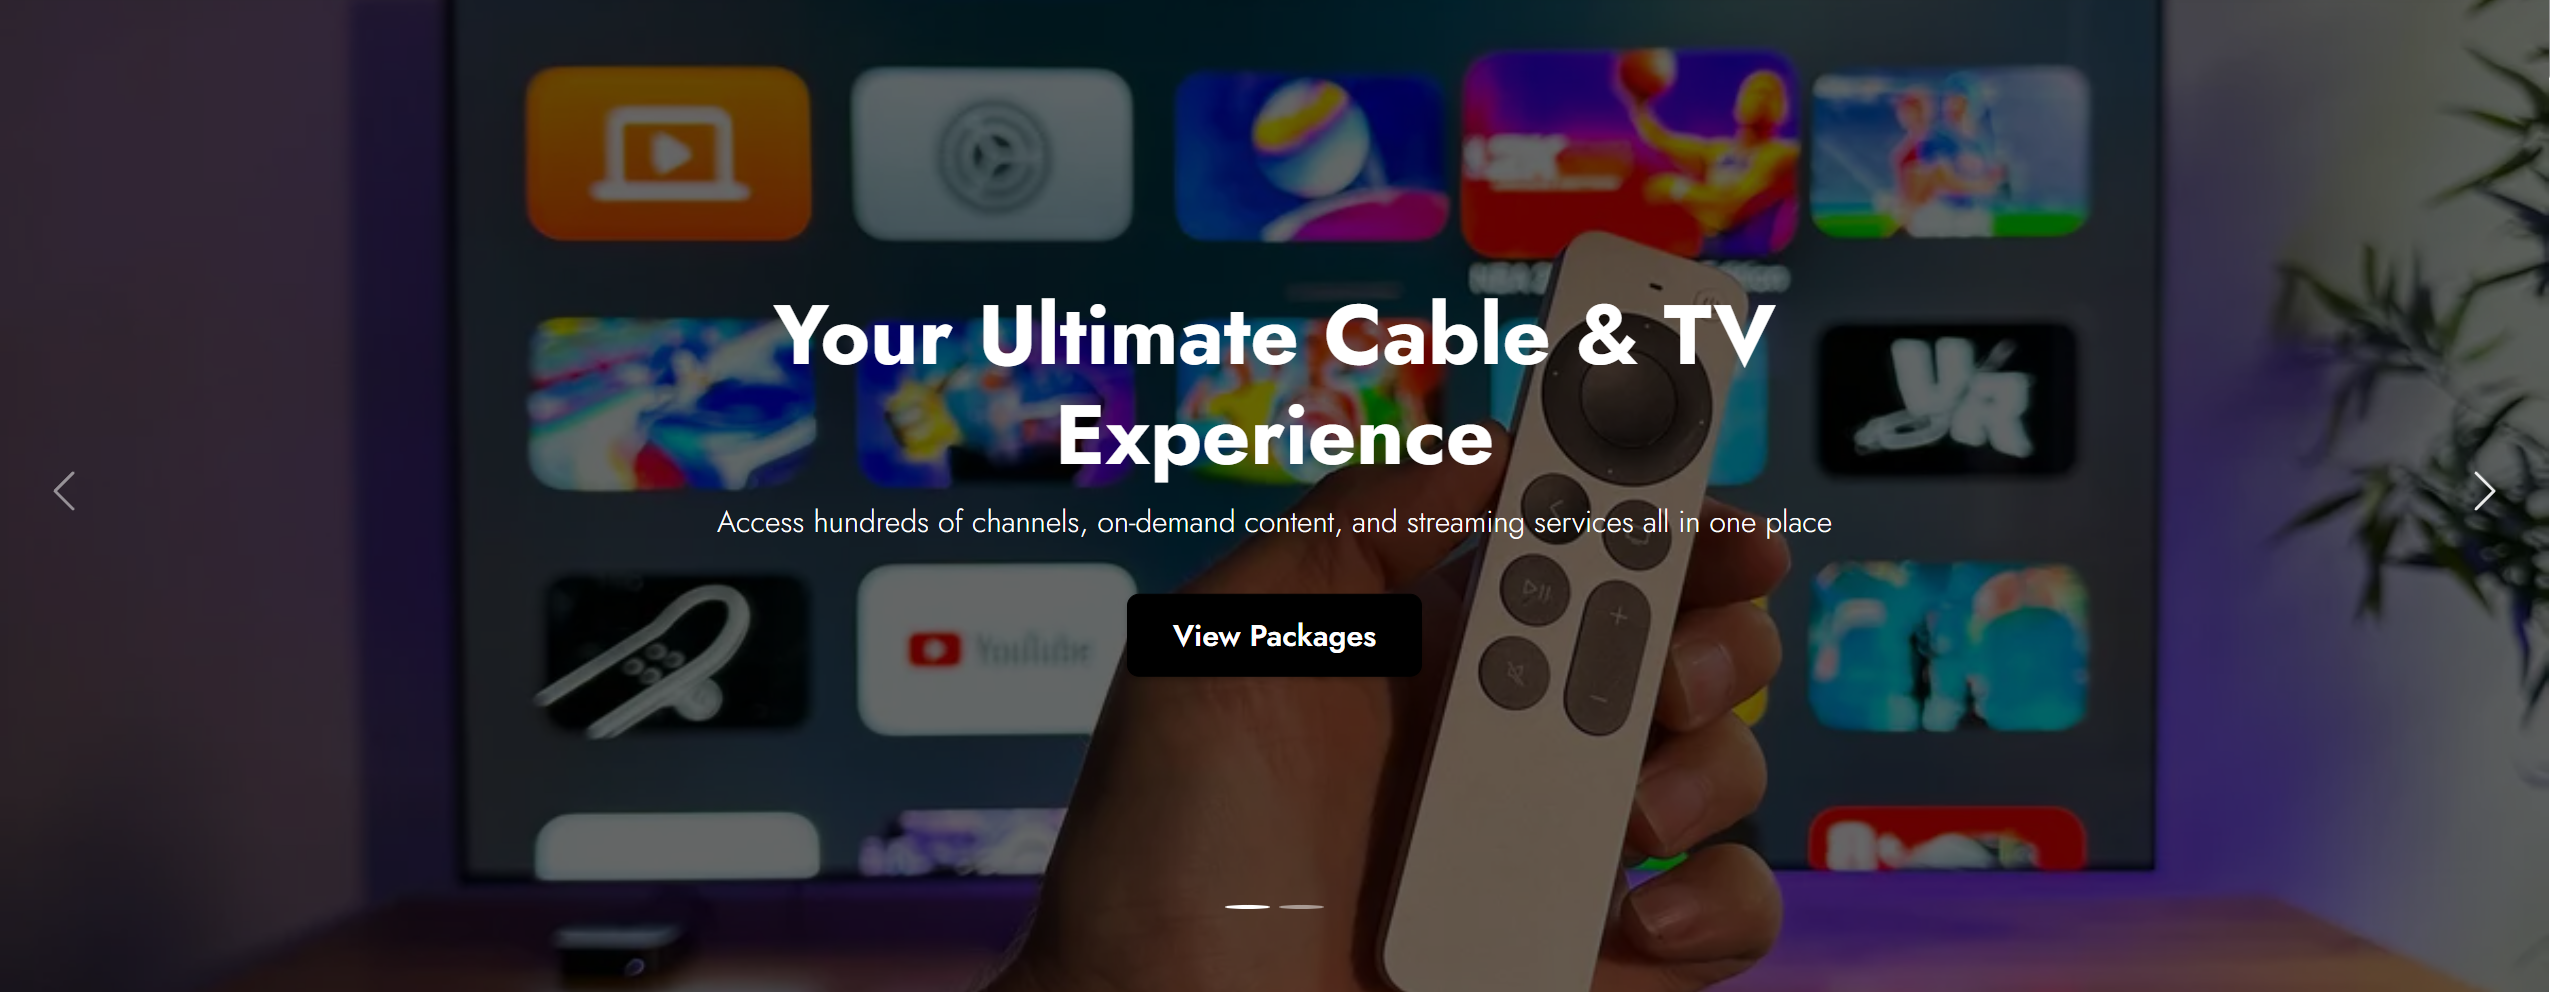 Your Ultimate Cable & TV
Experience
Access hundreds of channels, on-demand content, and streaming services all in one place
YouTube
View Packages